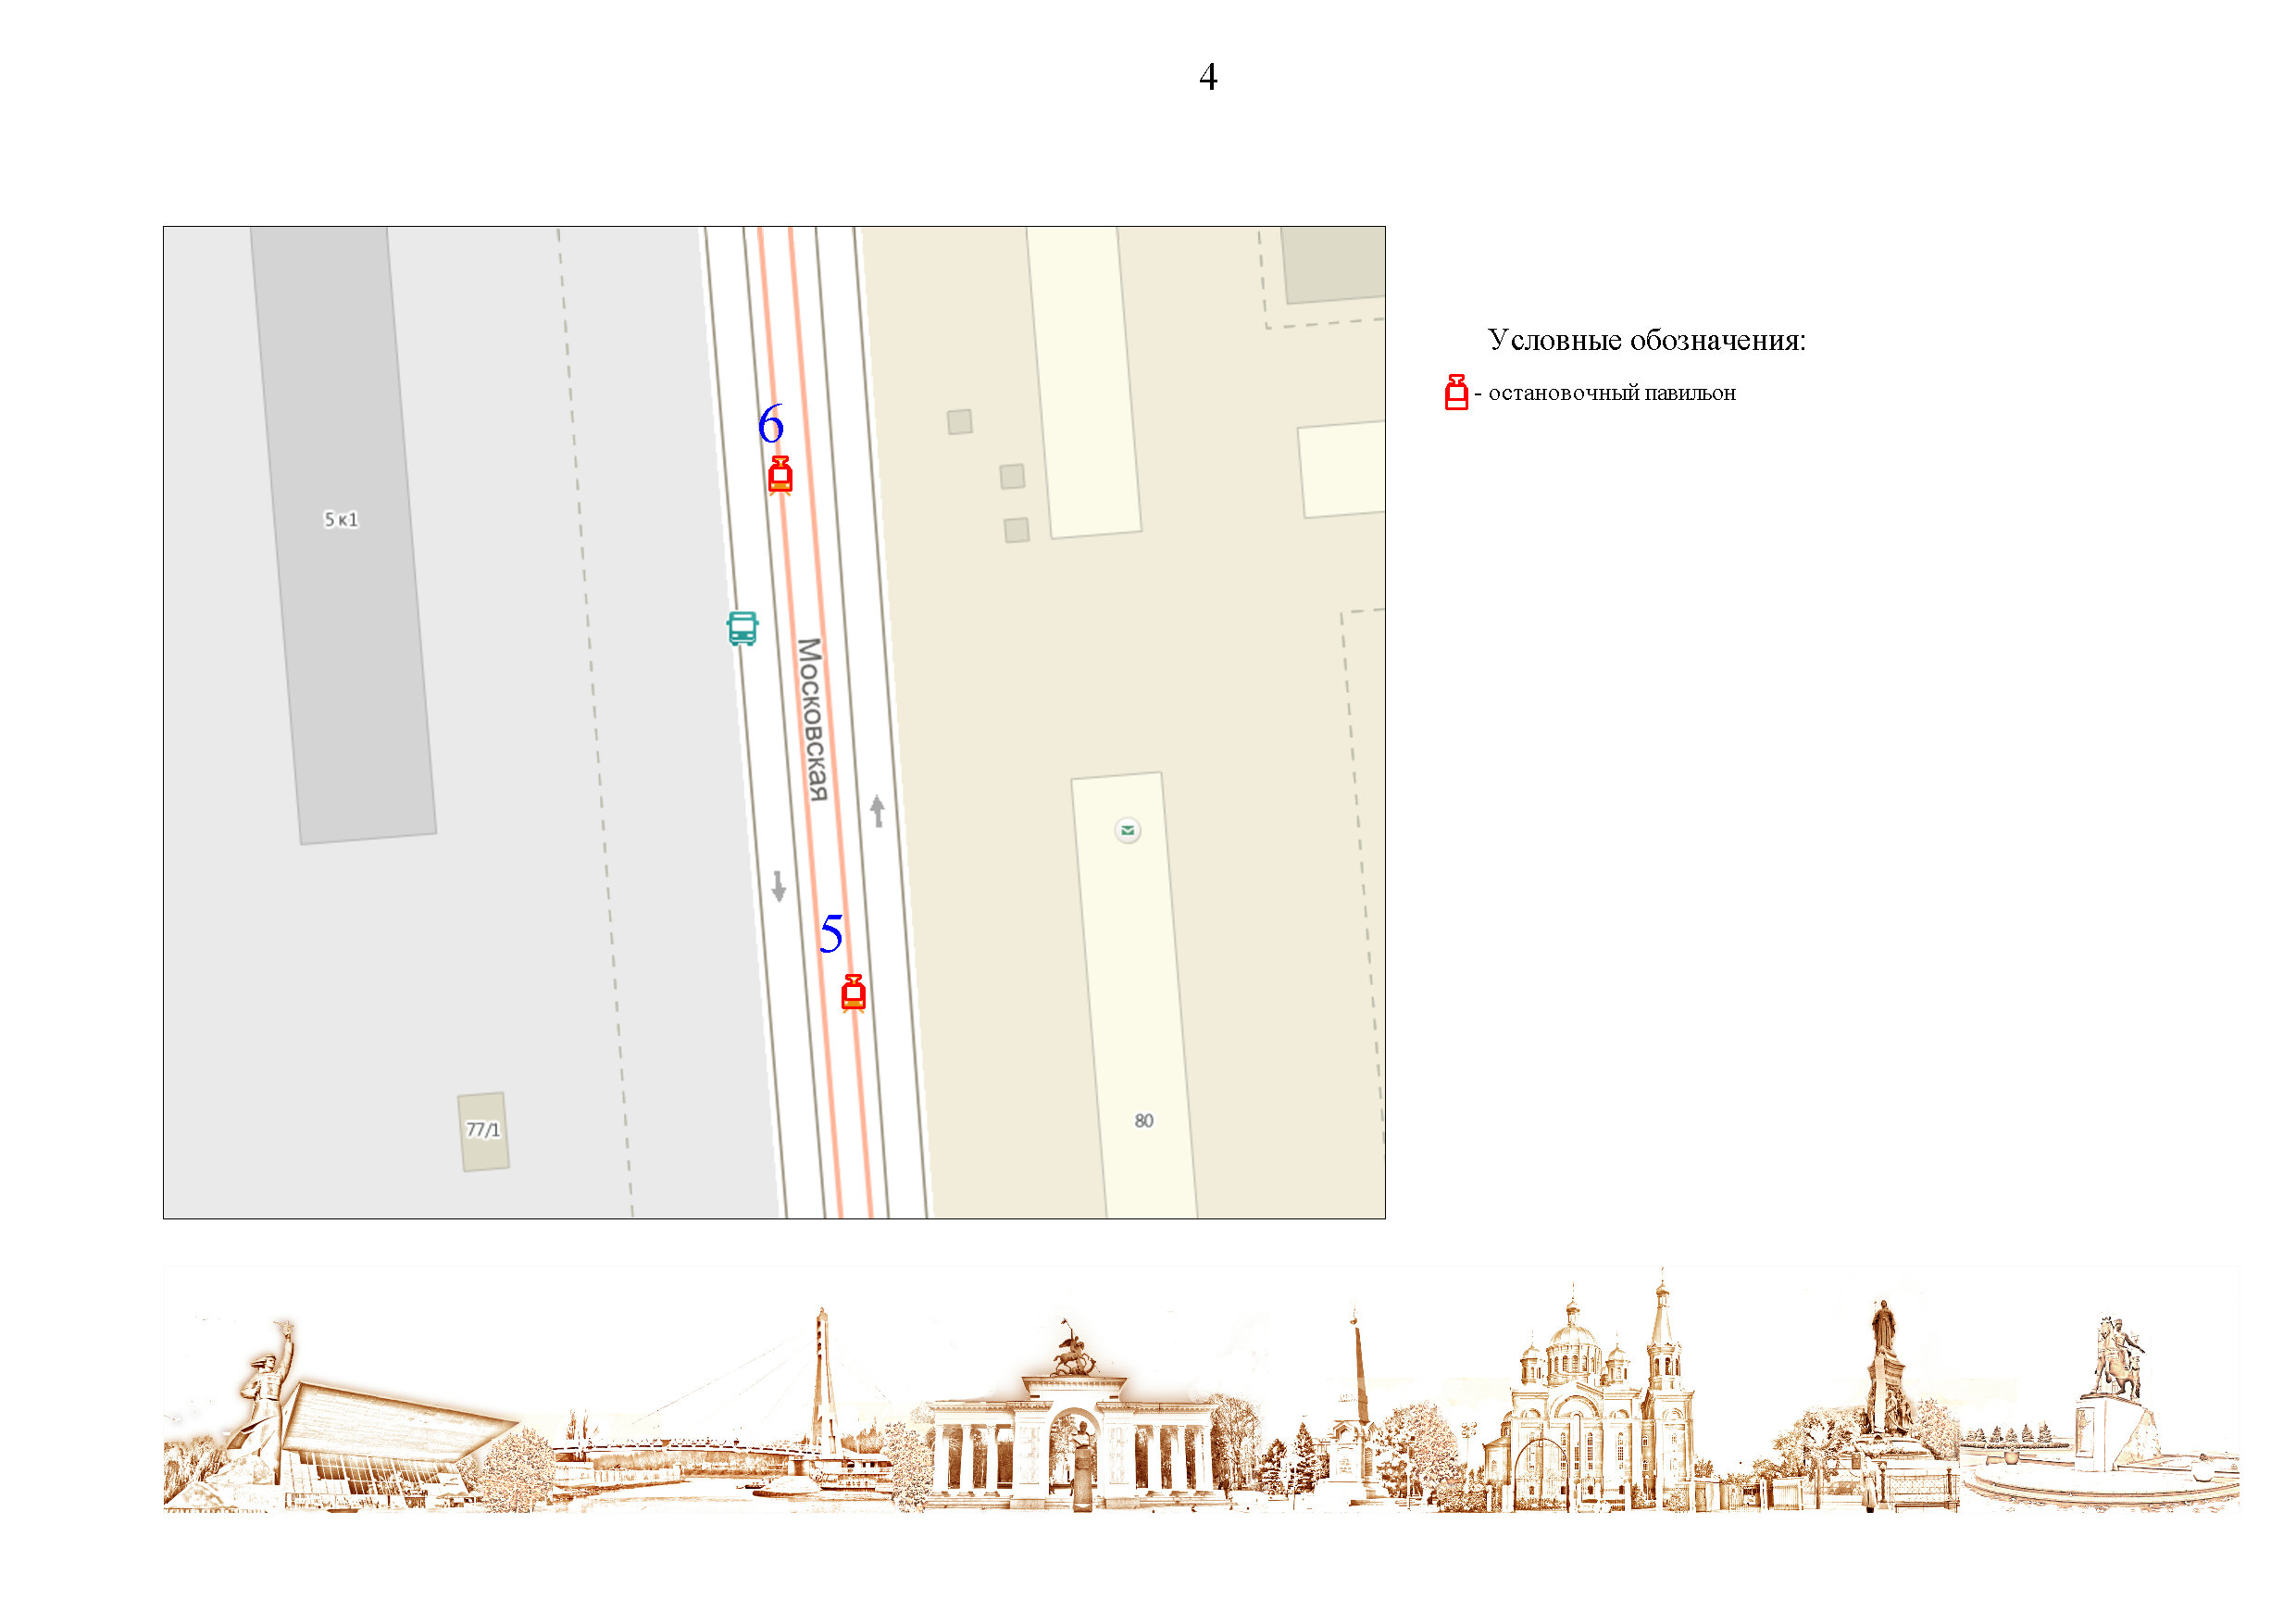 4
Условные обозначения:
- остановочный павильон
6
5 к1
Московская
5
80
77/1